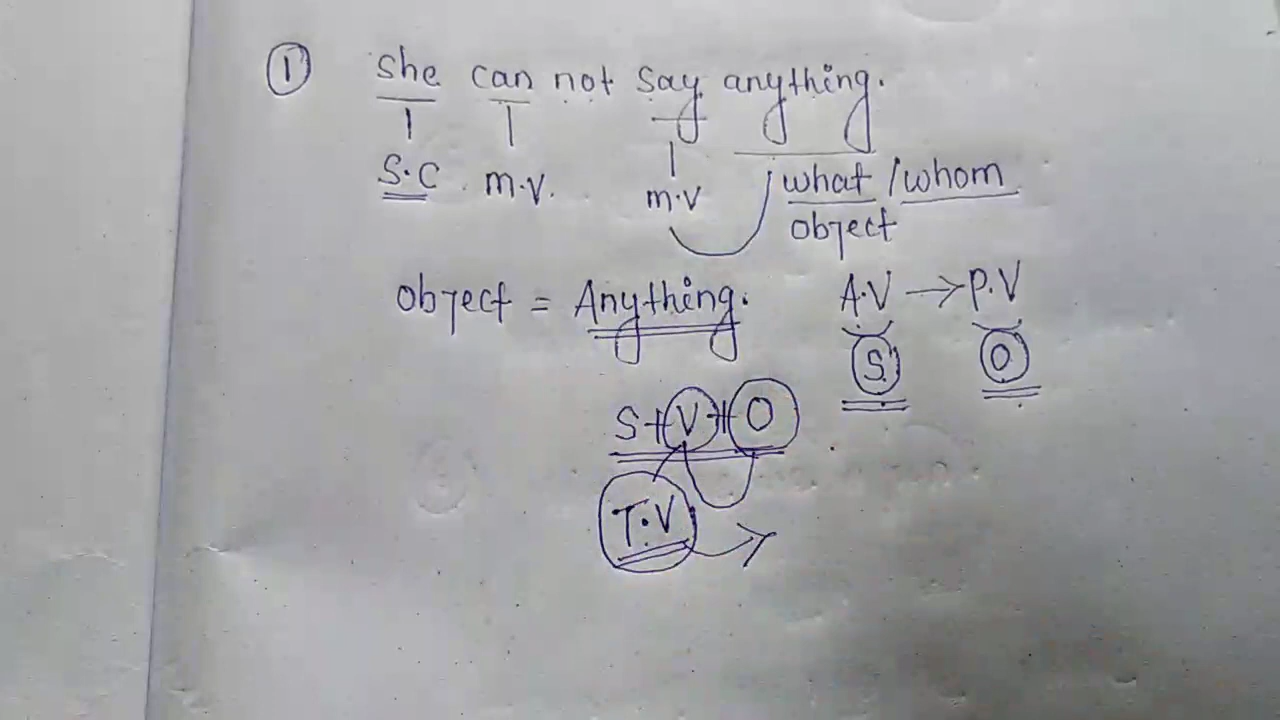 ① She can not say anything.
S.C m.v. m.v what / whom
object
object = Anything. A.V → P.V
S O
S+V+O
T.V →